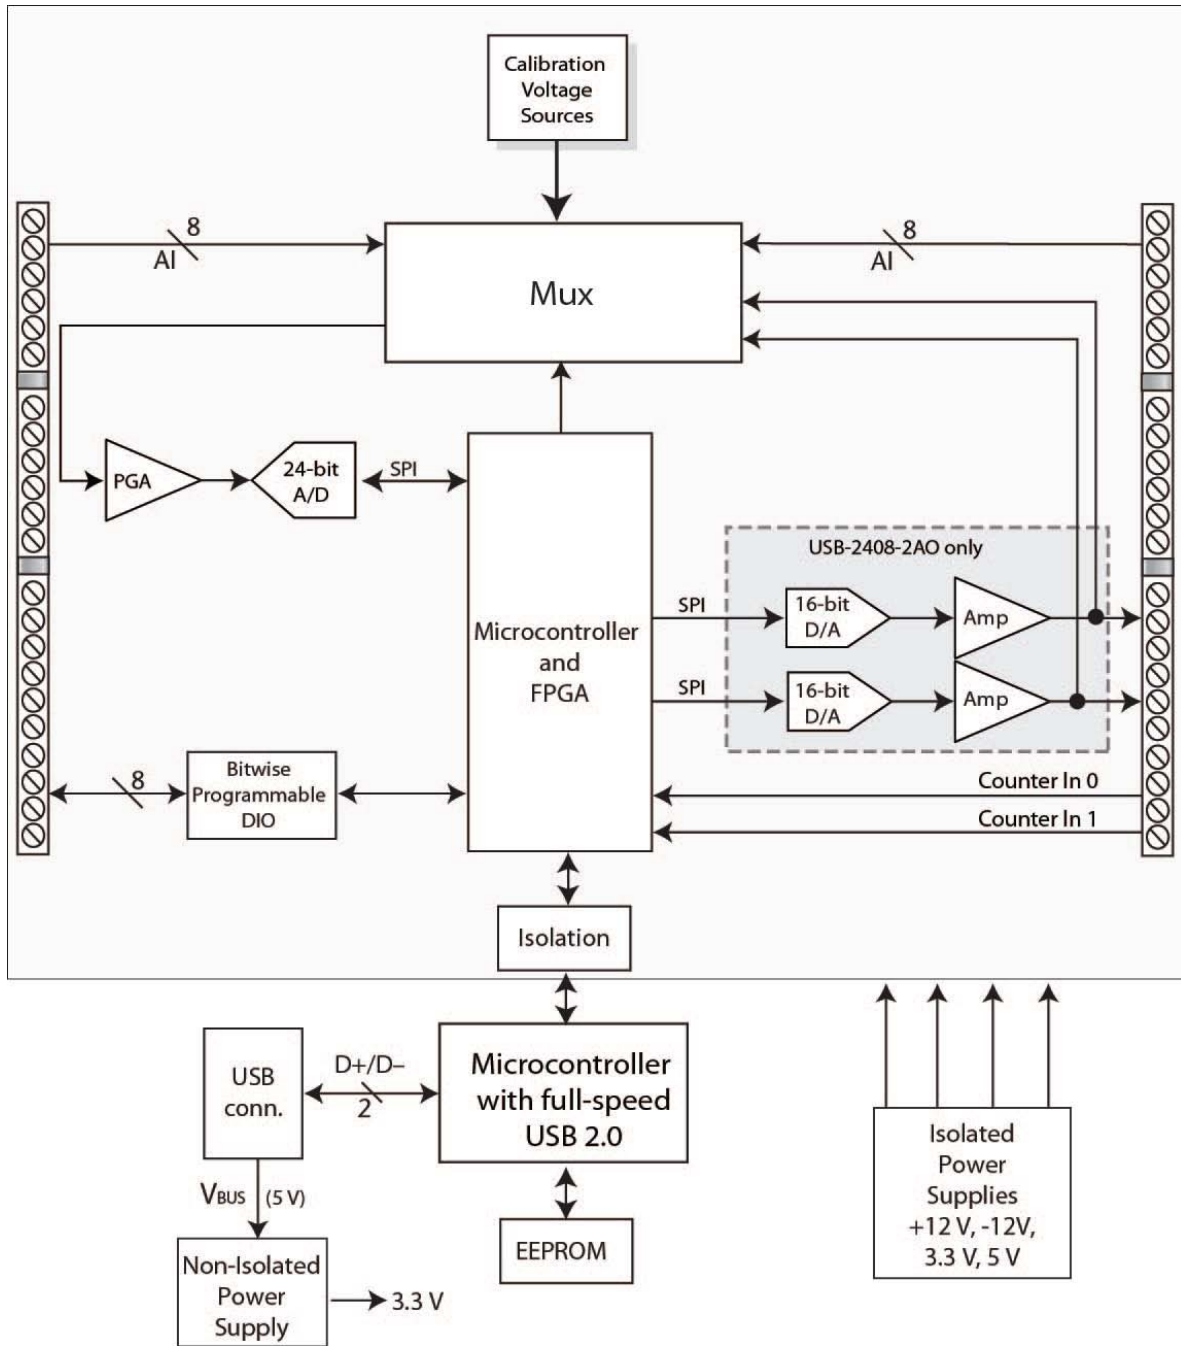 Calibration
Voltage
Sources
8
AI
8
AI
Mux
PGA
24-bit
A/D
SPI
USB-2408-2AO only
SPI
16-bit
D/A
Amp
Microcontroller
and
FPGA
SPI
16-bit
D/A
Amp
8
Bitwise
Programmable
DIO
Counter In 0
Counter In 1
Isolation
USB
conn.
D+/D–
2
Microcontroller
with full-speed
USB 2.0
VBUS (5 V)
EEPROM
Non-Isolated
Power
Supply
3.3 V
Isolated
Power
Supplies
+12 V, -12V,
3.3 V, 5 V